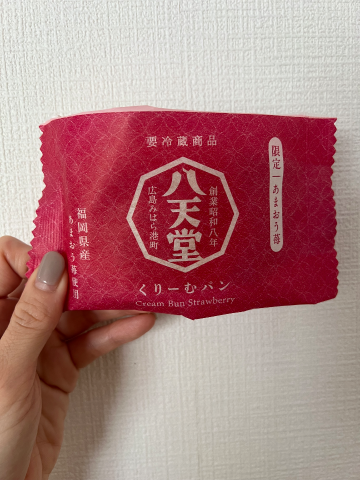 要冷蔵商品
限定ーあまおう苺
創業昭和八年
八天堂
広島みはら港町
福岡県産
あまおう苺使用
くりーむパン
Cream Bun Strawberry